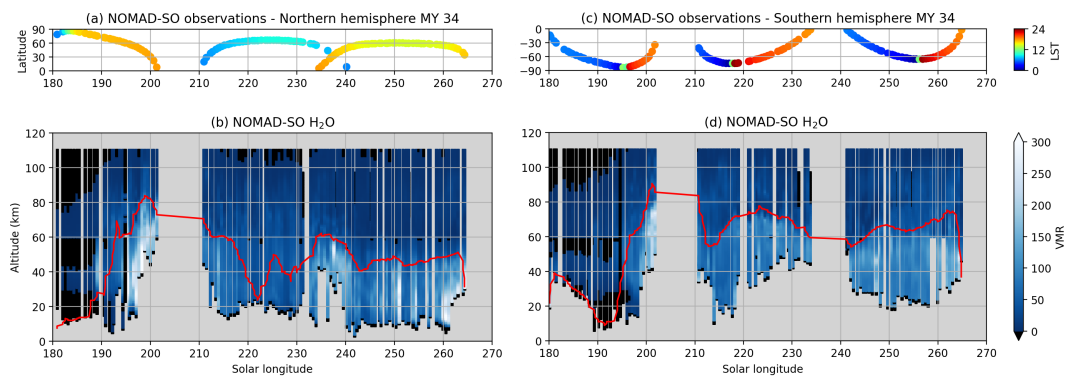 (a) NOMAD-SO observations - Northern hemisphere MY 34
Latitude
90
60
30
0
180 190 200 210 220 230 240 250 260 270
(c) NOMAD-SO observations - Southern hemisphere MY 34
0
−30
−60
−90
180 190 200 210 220 230 240 250 260 270
24
12
0
LST
(b) NOMAD-SO H₂O
Altitude (km)
120
100
80
60
40
20
0
180 190 200 210 220 230 240 250 260 270
Solar longitude
(d) NOMAD-SO H₂O
120
100
80
60
40
20
0
180 190 200 210 220 230 240 250 260 270
Solar longitude
300
250
200
150
100
50
0
VMR